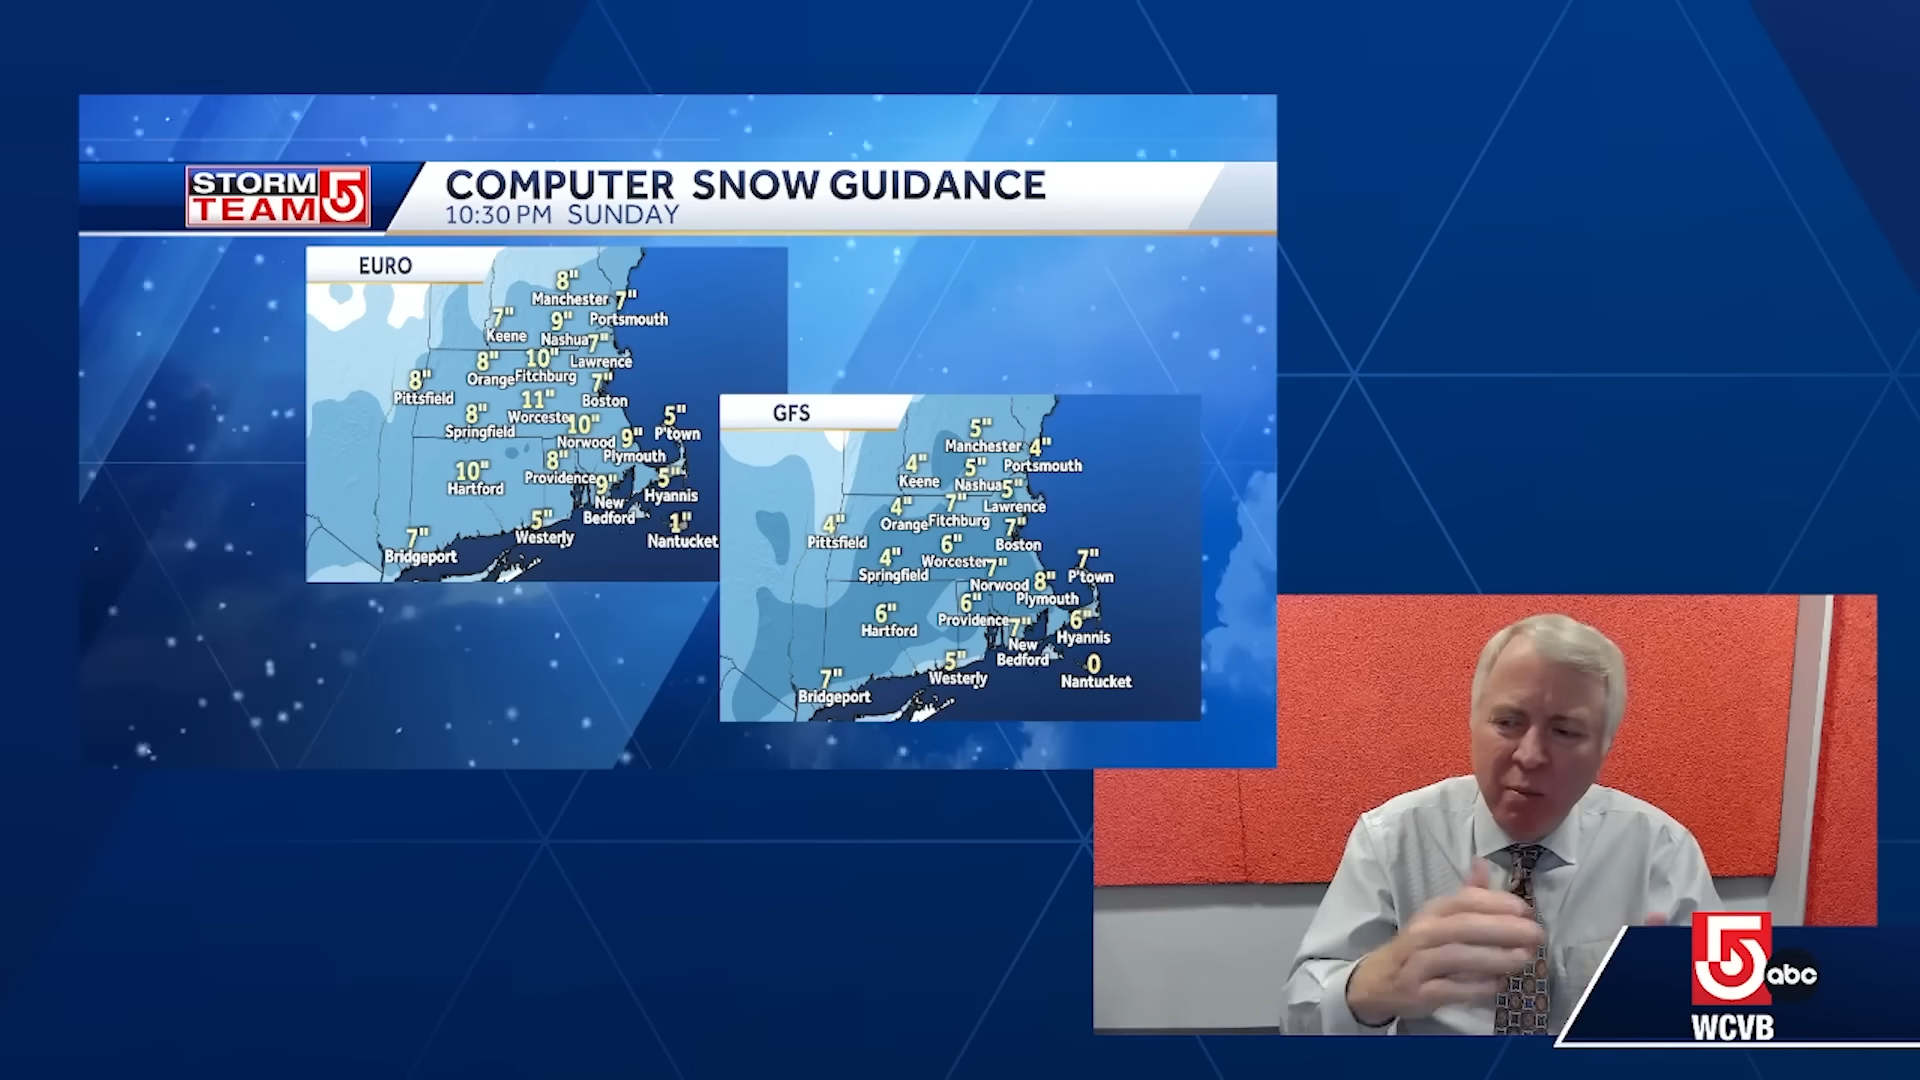 STORM
TEAM 5
COMPUTER SNOW GUIDANCE
10:30 PM SUNDAY
EURO
8"
Manchester
7"
Portsmouth
7"
Keene
9"
Nashua
7"
Lawrence
8"
Orange
10"
Fitchburg
8"
Pittsfield
7"
Boston
11"
Worceste
8"
Springfield
10"
Norwood
9"
Plymouth
5"
P'town
10"
Hartford
8"
Providence
9"
New
Bedford
5"
Hyannis
5"
Westerly
1"
Nantucket
7"
Bridgeport
GFS
5"
Manchester
4"
Portsmouth
4"
Keene
5"
Nashua
5"
Lawrence
4"
Orange
7"
Fitchburg
4"
Pittsfield
7"
Boston
6"
Worcester
4"
Springfield
7"
Norwood
8"
Plymouth
7"
P'town
6"
Hartford
6"
Providence
7"
New
Bedford
6"
Hyannis
5"
Westerly
0
Nantucket
7"
Bridgeport
5 abc
WCVB